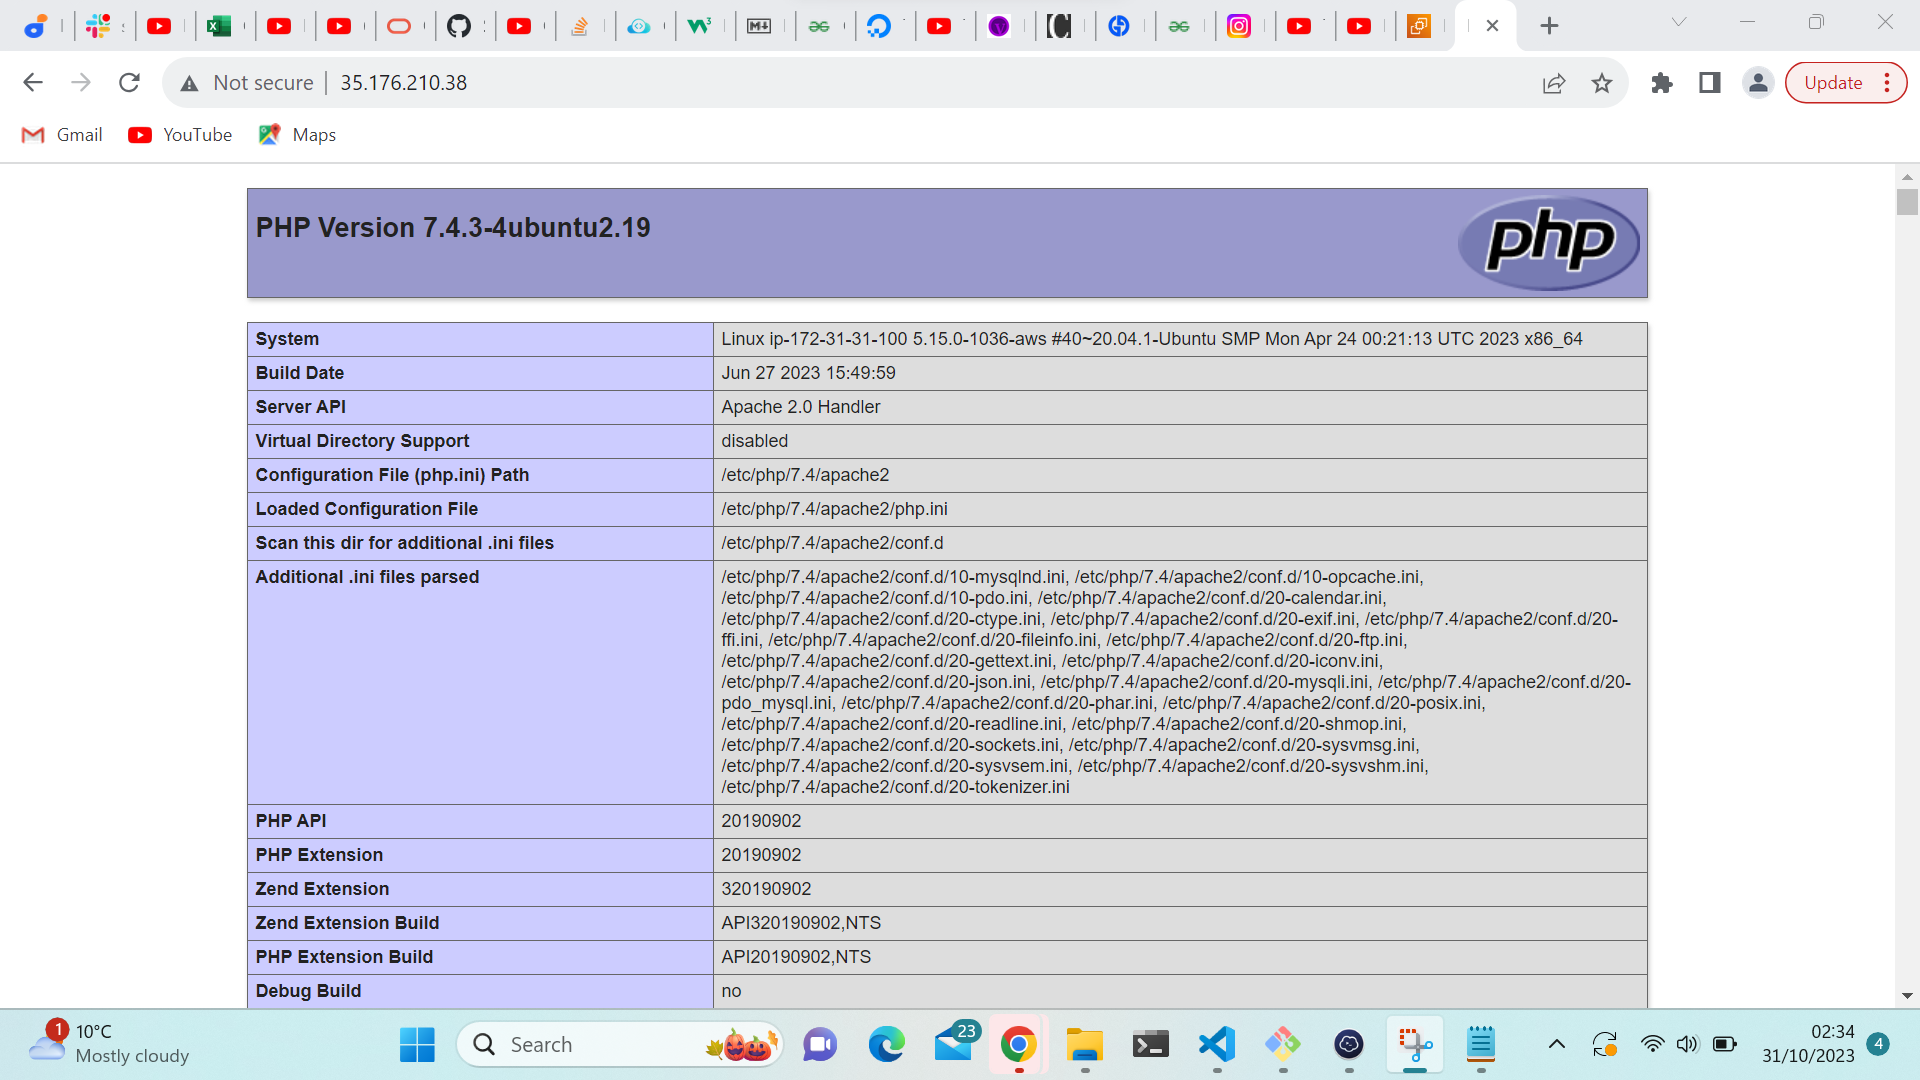 Not secure
35.176.210.38
Update
Gmail
YouTube
Maps
PHP Version 7.4.3-4ubuntu2.19
php
System Linux ip-172-31-31-100 5.15.0-1036-aws #40~20.04.1-Ubuntu SMP Mon Apr 24 00:21:13 UTC 2023 x86_64
Build Date Jun 27 2023 15:49:59
Server API Apache 2.0 Handler
Virtual Directory Support disabled
Configuration File (php.ini) Path /etc/php/7.4/apache2
Loaded Configuration File /etc/php/7.4/apache2/php.ini
Scan this dir for additional .ini files /etc/php/7.4/apache2/conf.d
Additional .ini files parsed /etc/php/7.4/apache2/conf.d/10-mysqlnd.ini, /etc/php/7.4/apache2/conf.d/10-opcache.ini,
/etc/php/7.4/apache2/conf.d/10-pdo.ini, /etc/php/7.4/apache2/conf.d/20-calendar.ini,
/etc/php/7.4/apache2/conf.d/20-ctype.ini, /etc/php/7.4/apache2/conf.d/20-exif.ini, /etc/php/7.4/apache2/conf.d/20-
ffi.ini, /etc/php/7.4/apache2/conf.d/20-fileinfo.ini, /etc/php/7.4/apache2/conf.d/20-ftp.ini,
/etc/php/7.4/apache2/conf.d/20-gettext.ini, /etc/php/7.4/apache2/conf.d/20-iconv.ini,
/etc/php/7.4/apache2/conf.d/20-json.ini, /etc/php/7.4/apache2/conf.d/20-mysqli.ini, /etc/php/7.4/apache2/conf.d/20-
pdo_mysql.ini, /etc/php/7.4/apache2/conf.d/20-phar.ini, /etc/php/7.4/apache2/conf.d/20-posix.ini,
/etc/php/7.4/apache2/conf.d/20-readline.ini, /etc/php/7.4/apache2/conf.d/20-shmop.ini,
/etc/php/7.4/apache2/conf.d/20-sockets.ini, /etc/php/7.4/apache2/conf.d/20-sysvmsg.ini,
/etc/php/7.4/apache2/conf.d/20-sysvsem.ini, /etc/php/7.4/apache2/conf.d/20-sysvshm.ini,
/etc/php/7.4/apache2/conf.d/20-tokenizer.ini
PHP API 20190902
PHP Extension 20190902
Zend Extension 320190902
Zend Extension Build API320190902,NTS
PHP Extension Build API20190902,NTS
Debug Build no
1
10°C
Mostly cloudy
Search
23
02:34
31/10/2023
4